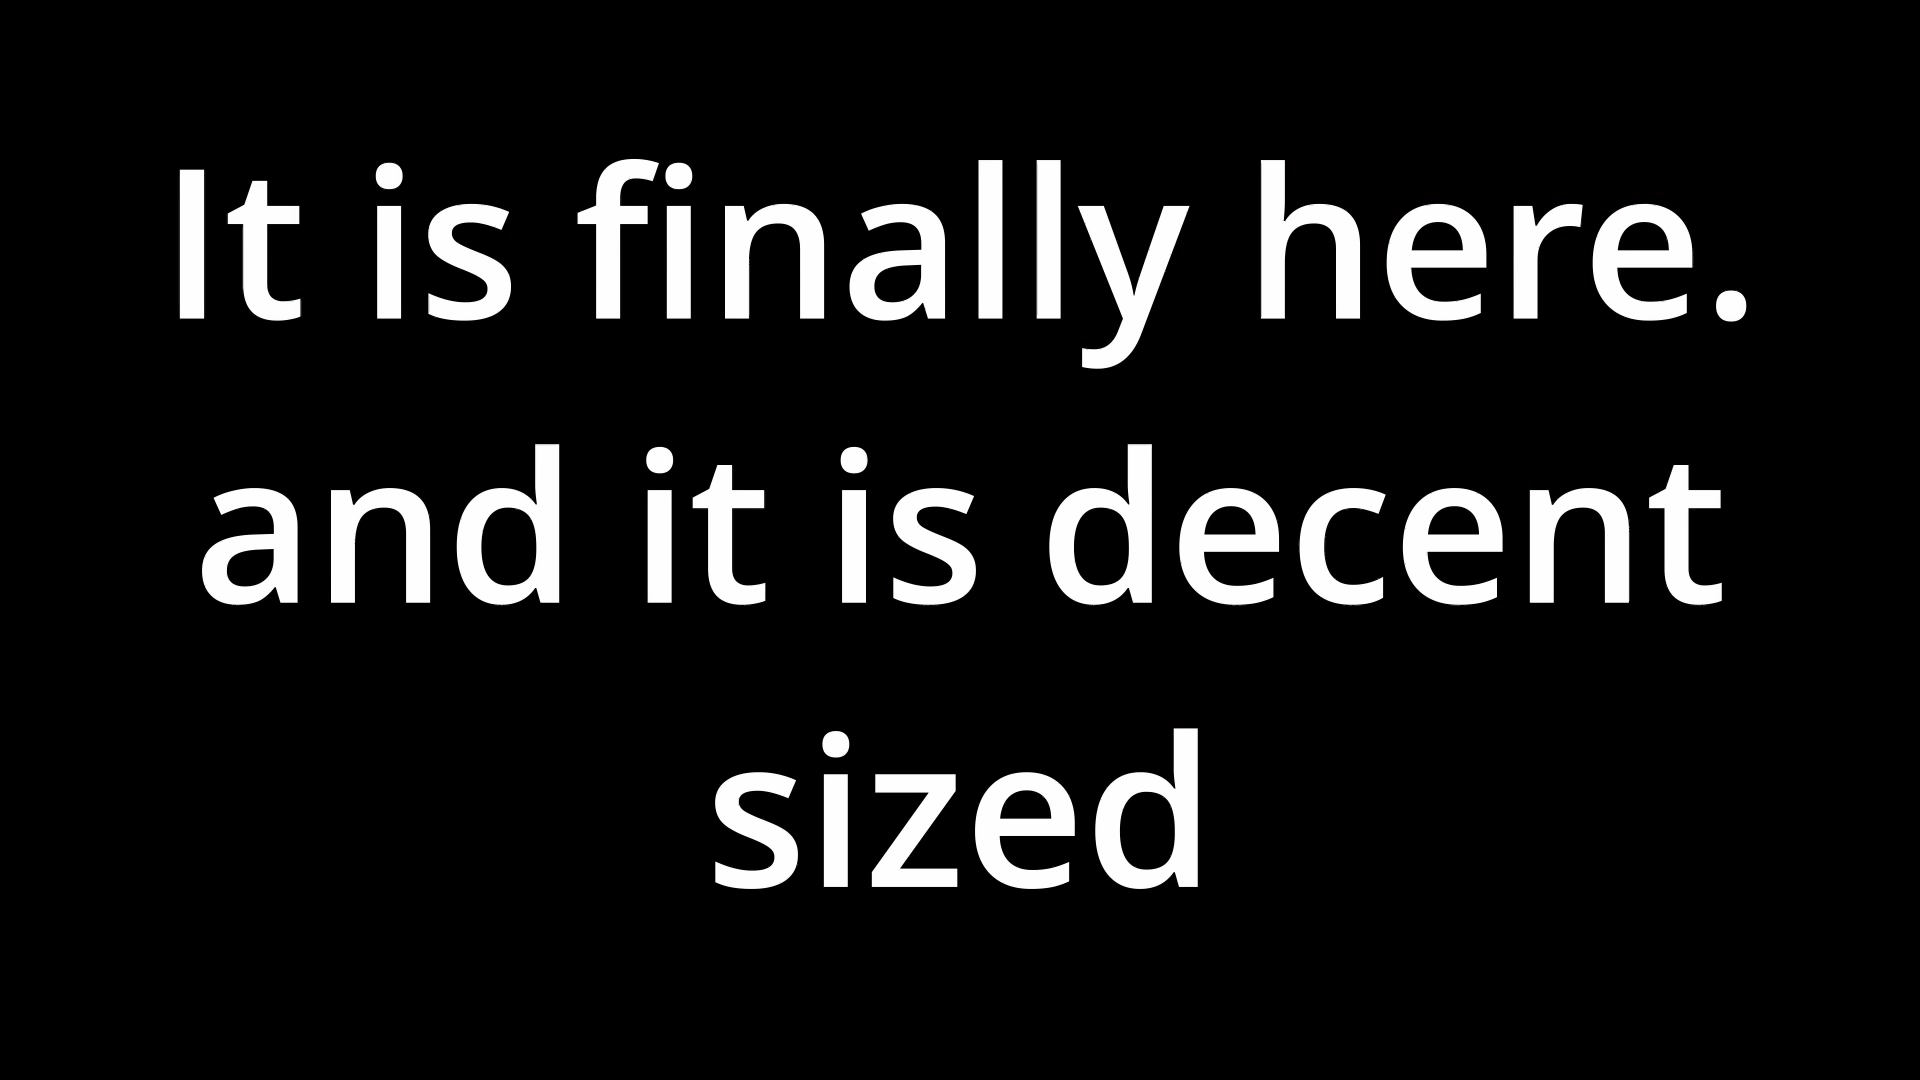 It is finally here.
and it is decent
sized